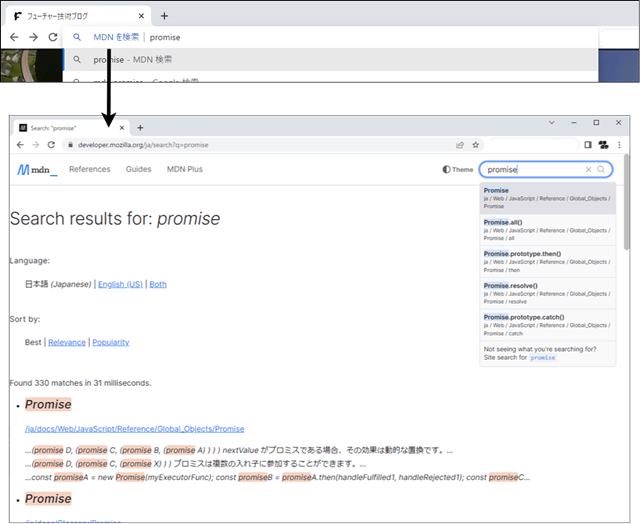 フューチャー技術ブログ
MDN を検索 | promise
promise - MDN 検索
Search: "promise"
developer.mozilla.org/ja/search?q=promise
mdn_
References
Guides
MDN Plus
Theme
promise
Promise
ja / Web / JavaScript / Reference / Global_Objects /
Promise
Promise.all()
ja / Web / JavaScript / Reference / Global_Objects /
Promise / all
Promise.prototype.then()
ja / Web / JavaScript / Reference / Global_Objects /
Promise / then
Promise.resolve()
ja / Web / JavaScript / Reference / Global_Objects /
Promise / resolve
Promise.prototype.catch()
ja / Web / JavaScript / Reference / Global_Objects /
Promise / catch
Not seeing what you're searching for?
Site search for promise
Search results for: promise
Language:
日本語 (Japanese) | English (US) | Both
Sort by:
Best | Relevance | Popularity
Found 330 matches in 31 milliseconds.
Promise
/ja/docs/Web/JavaScript/Reference/Global_Objects/Promise
...(promise D, (promise C, (promise B, (promise A) ) ) ) nextValue がプロミスである場合、その効果は動的な置換です。...
...(promise D, (promise C, (promise X) ) ) プロミスは複数の入れ子に参加することができます。...
...const promiseA = new Promise(myExecutorFunc); const promiseB = promiseA.then(handleFulfilled1, handleRejected1); const promiseC...
Promise